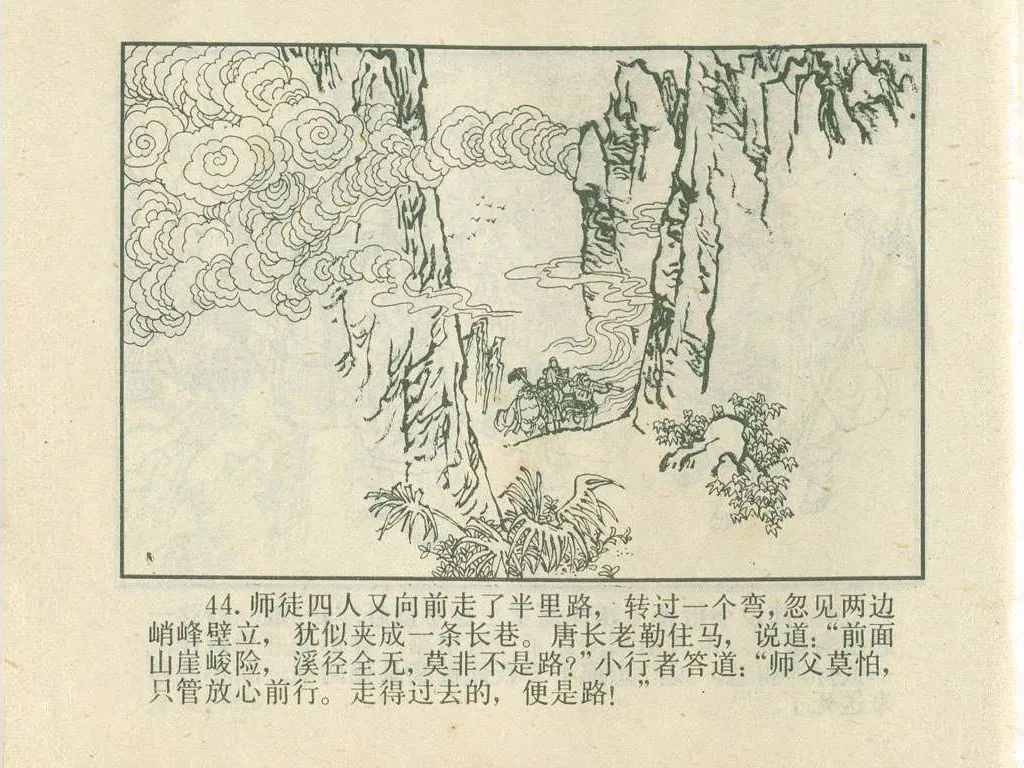 44. 师徒四人又向前走了半里路，转过一个弯，忽见两边
峭峰壁立，犹似夹成一条长巷。唐长老勒住马，说道：“前面
山崖峻险，溪径全无，莫非不是路？”小行者答道：“师父莫怕，
只管放心前行。走得过去的，便是路！”